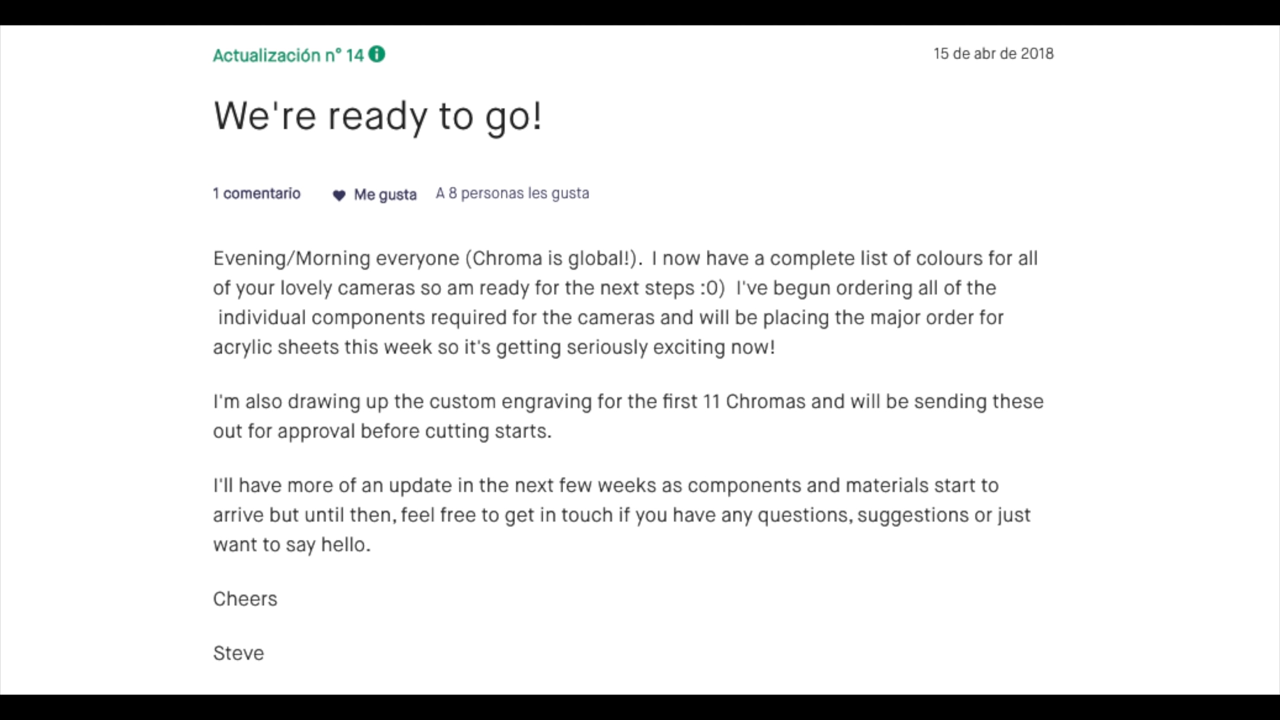 Actualización n° 14
15 de abr de 2018
We're ready to go!
1 comentario Me gusta A 8 personas les gusta
Evening/Morning everyone (Chroma is global!). I now have a complete list of colours for all
of your lovely cameras so am ready for the next steps :0) I've begun ordering all of the
individual components required for the cameras and will be placing the major order for
acrylic sheets this week so it's getting seriously exciting now!
I'm also drawing up the custom engraving for the first 11 Chromas and will be sending these
out for approval before cutting starts.
I'll have more of an update in the next few weeks as components and materials start to
arrive but until then, feel free to get in touch if you have any questions, suggestions or just
want to say hello.
Cheers
Steve